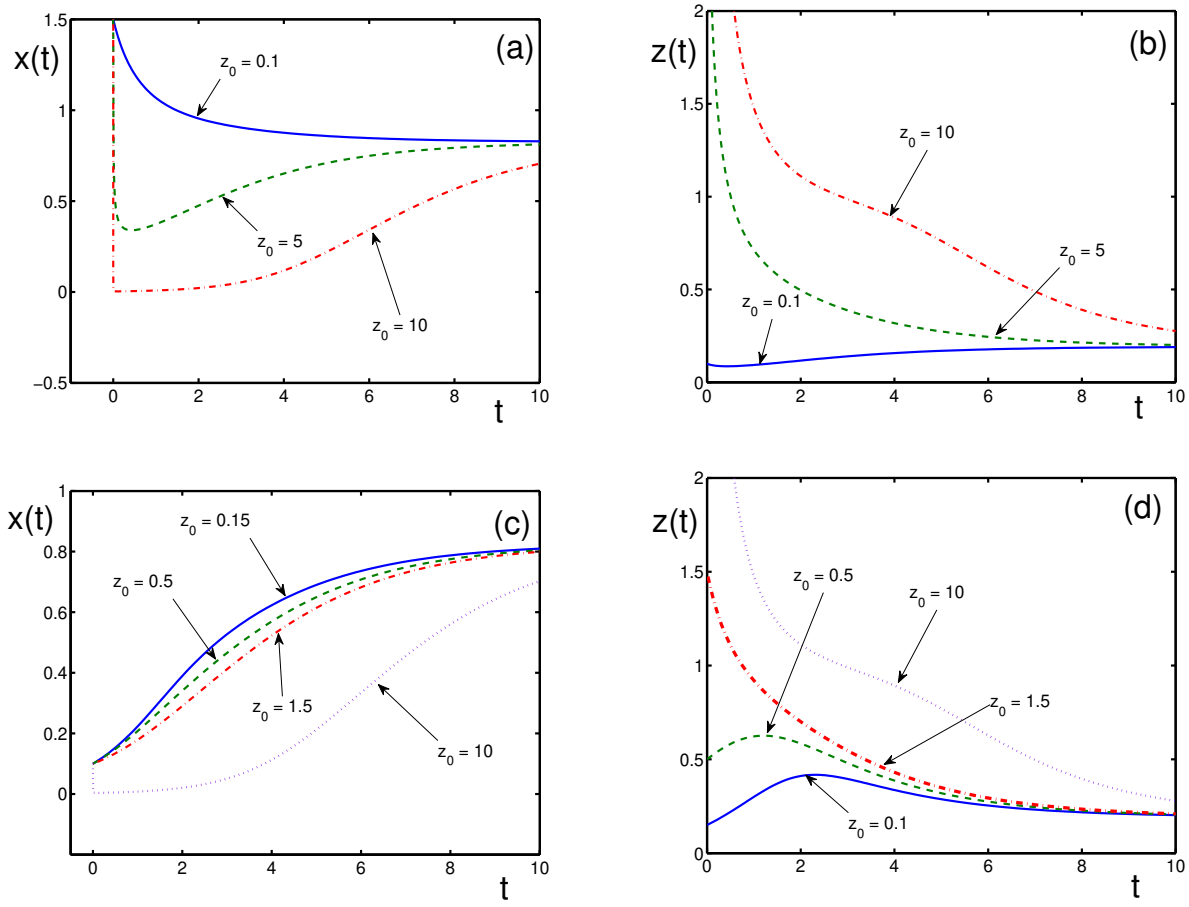 (a)
x(t)
1.5
1
0.5
0
−0.5
0
2
4
6
8
10
t
z0 = 0.1
z0 = 5
z0 = 10
(b)
z(t)
2
1.5
1
0.5
0
0
2
4
6
8
10
t
z0 = 10
z0 = 5
z0 = 0.1
(c)
x(t)
1
0.8
0.6
0.4
0.2
0
0
2
4
6
8
10
t
z0 = 0.15
z0 = 0.5
z0 = 1.5
z0 = 10
(d)
z(t)
2
1.5
1
0.5
0
0
2
4
6
8
10
t
z0 = 0.5
z0 = 10
z0 = 1.5
z0 = 0.1